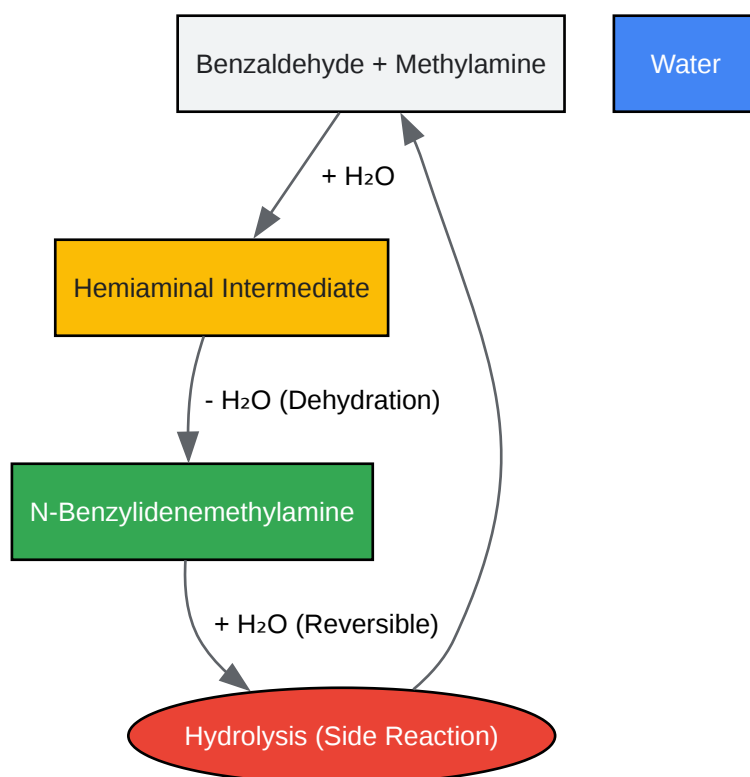 Benzaldehyde + Methylamine
Water
+ H₂O
Hemiaminal Intermediate
- H₂O (Dehydration)
N-Benzylidenemethylamine
+ H₂O (Reversible)
Hydrolysis (Side Reaction)